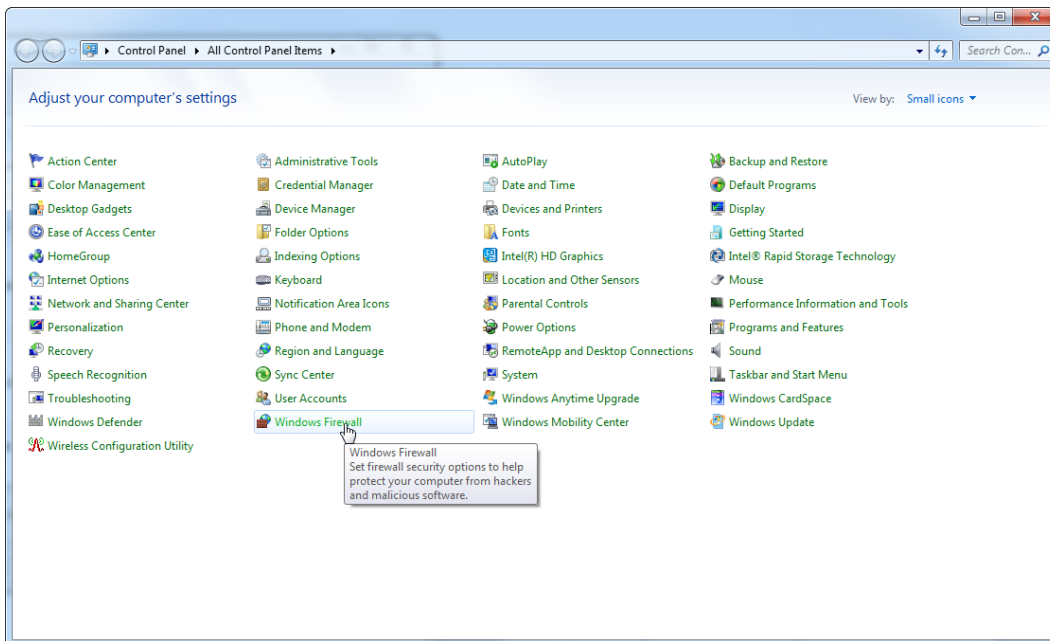 Control Panel All Control Panel Items Search Con...
Adjust your computer's settings View by: Small icons
Action Center Administrative Tools AutoPlay Backup and Restore
Color Management Credential Manager Date and Time Default Programs
Desktop Gadgets Device Manager Devices and Printers Display
Ease of Access Center Folder Options Fonts Getting Started
HomeGroup Indexing Options Intel(R) HD Graphics Intel® Rapid Storage Technology
Internet Options Keyboard Location and Other Sensors Mouse
Network and Sharing Center Notification Area Icons Parental Controls Performance Information and Tools
Personalization Phone and Modem Power Options Programs and Features
Recovery Region and Language RemoteApp and Desktop Connections Sound
Speech Recognition Sync Center System Taskbar and Start Menu
Troubleshooting User Accounts Windows Anytime Upgrade Windows CardSpace
Windows Defender Windows Firewall Windows Mobility Center Windows Update
Wireless Configuration Utility
Windows Firewall
Set firewall security options to help
protect your computer from hackers
and malicious software.